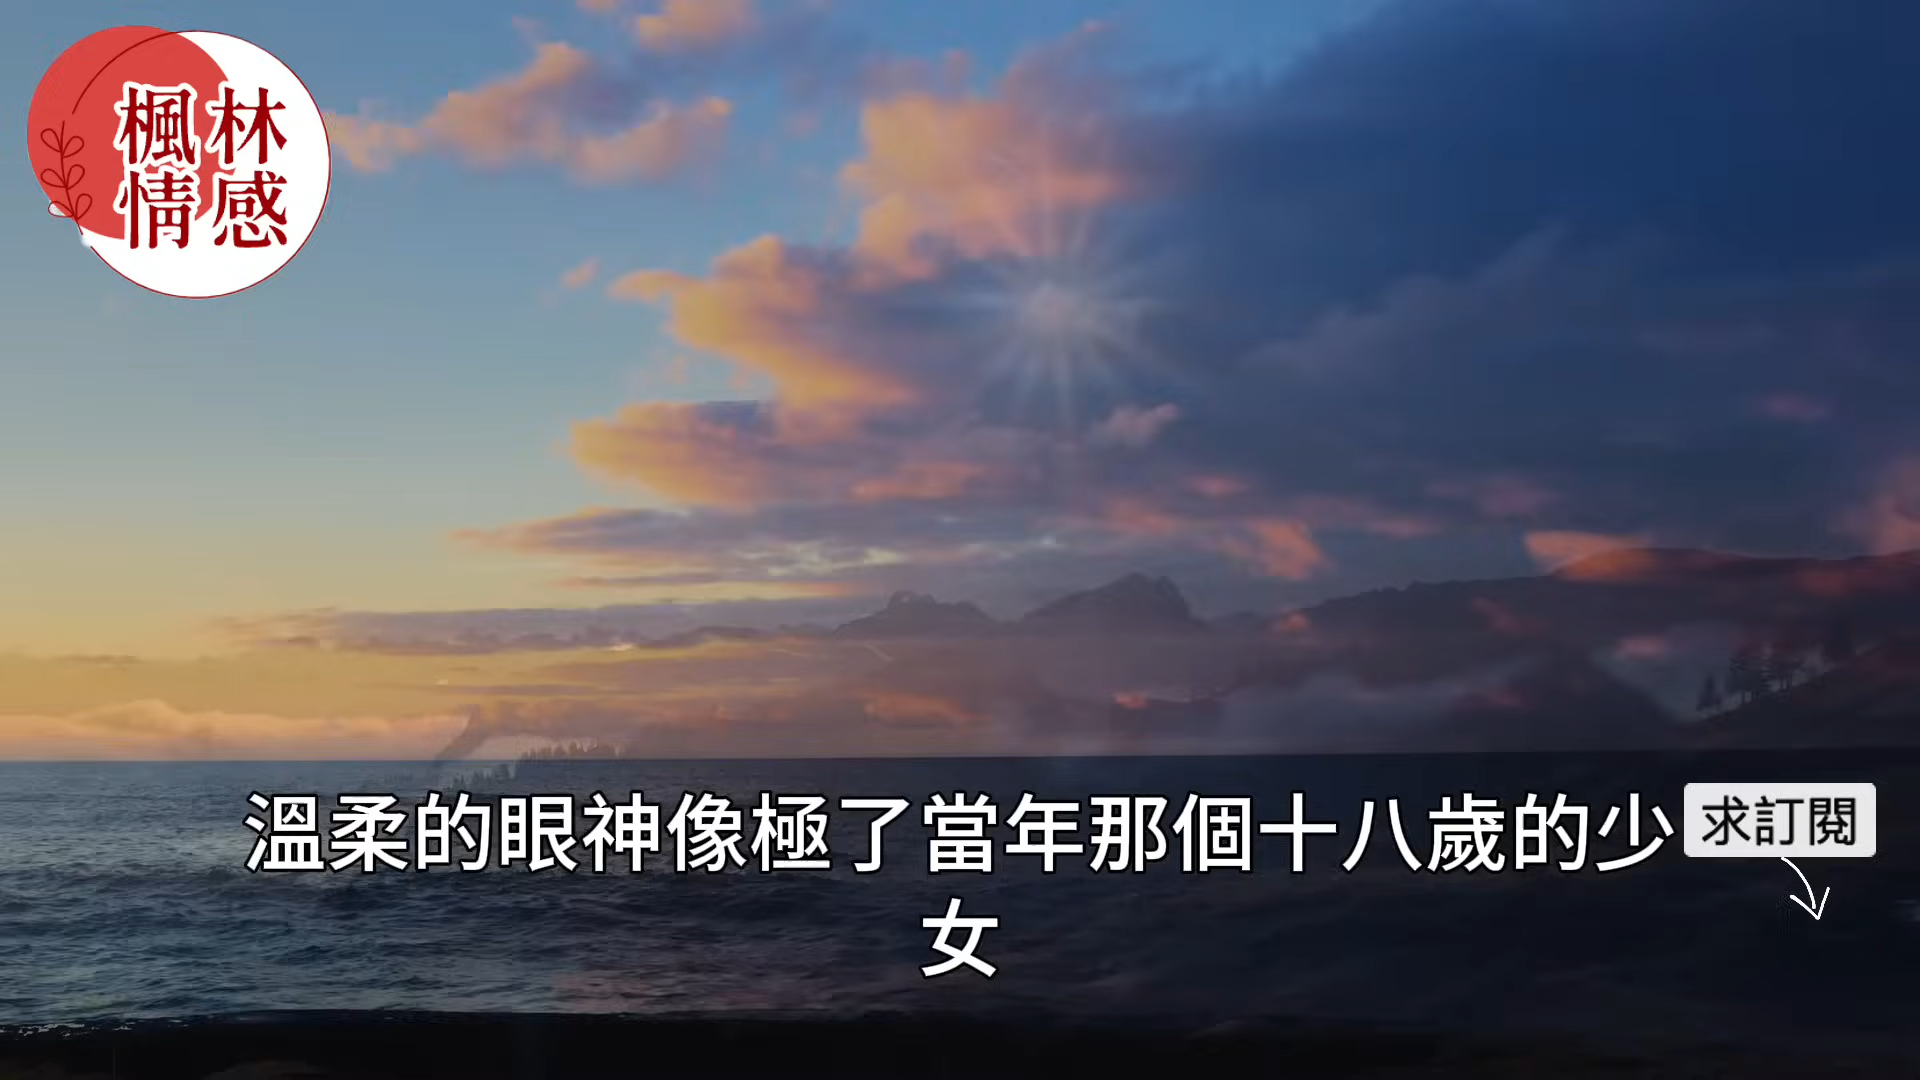 楓林
情感
溫柔的眼神像極了當年那個十八歲的少
女
求訂閱